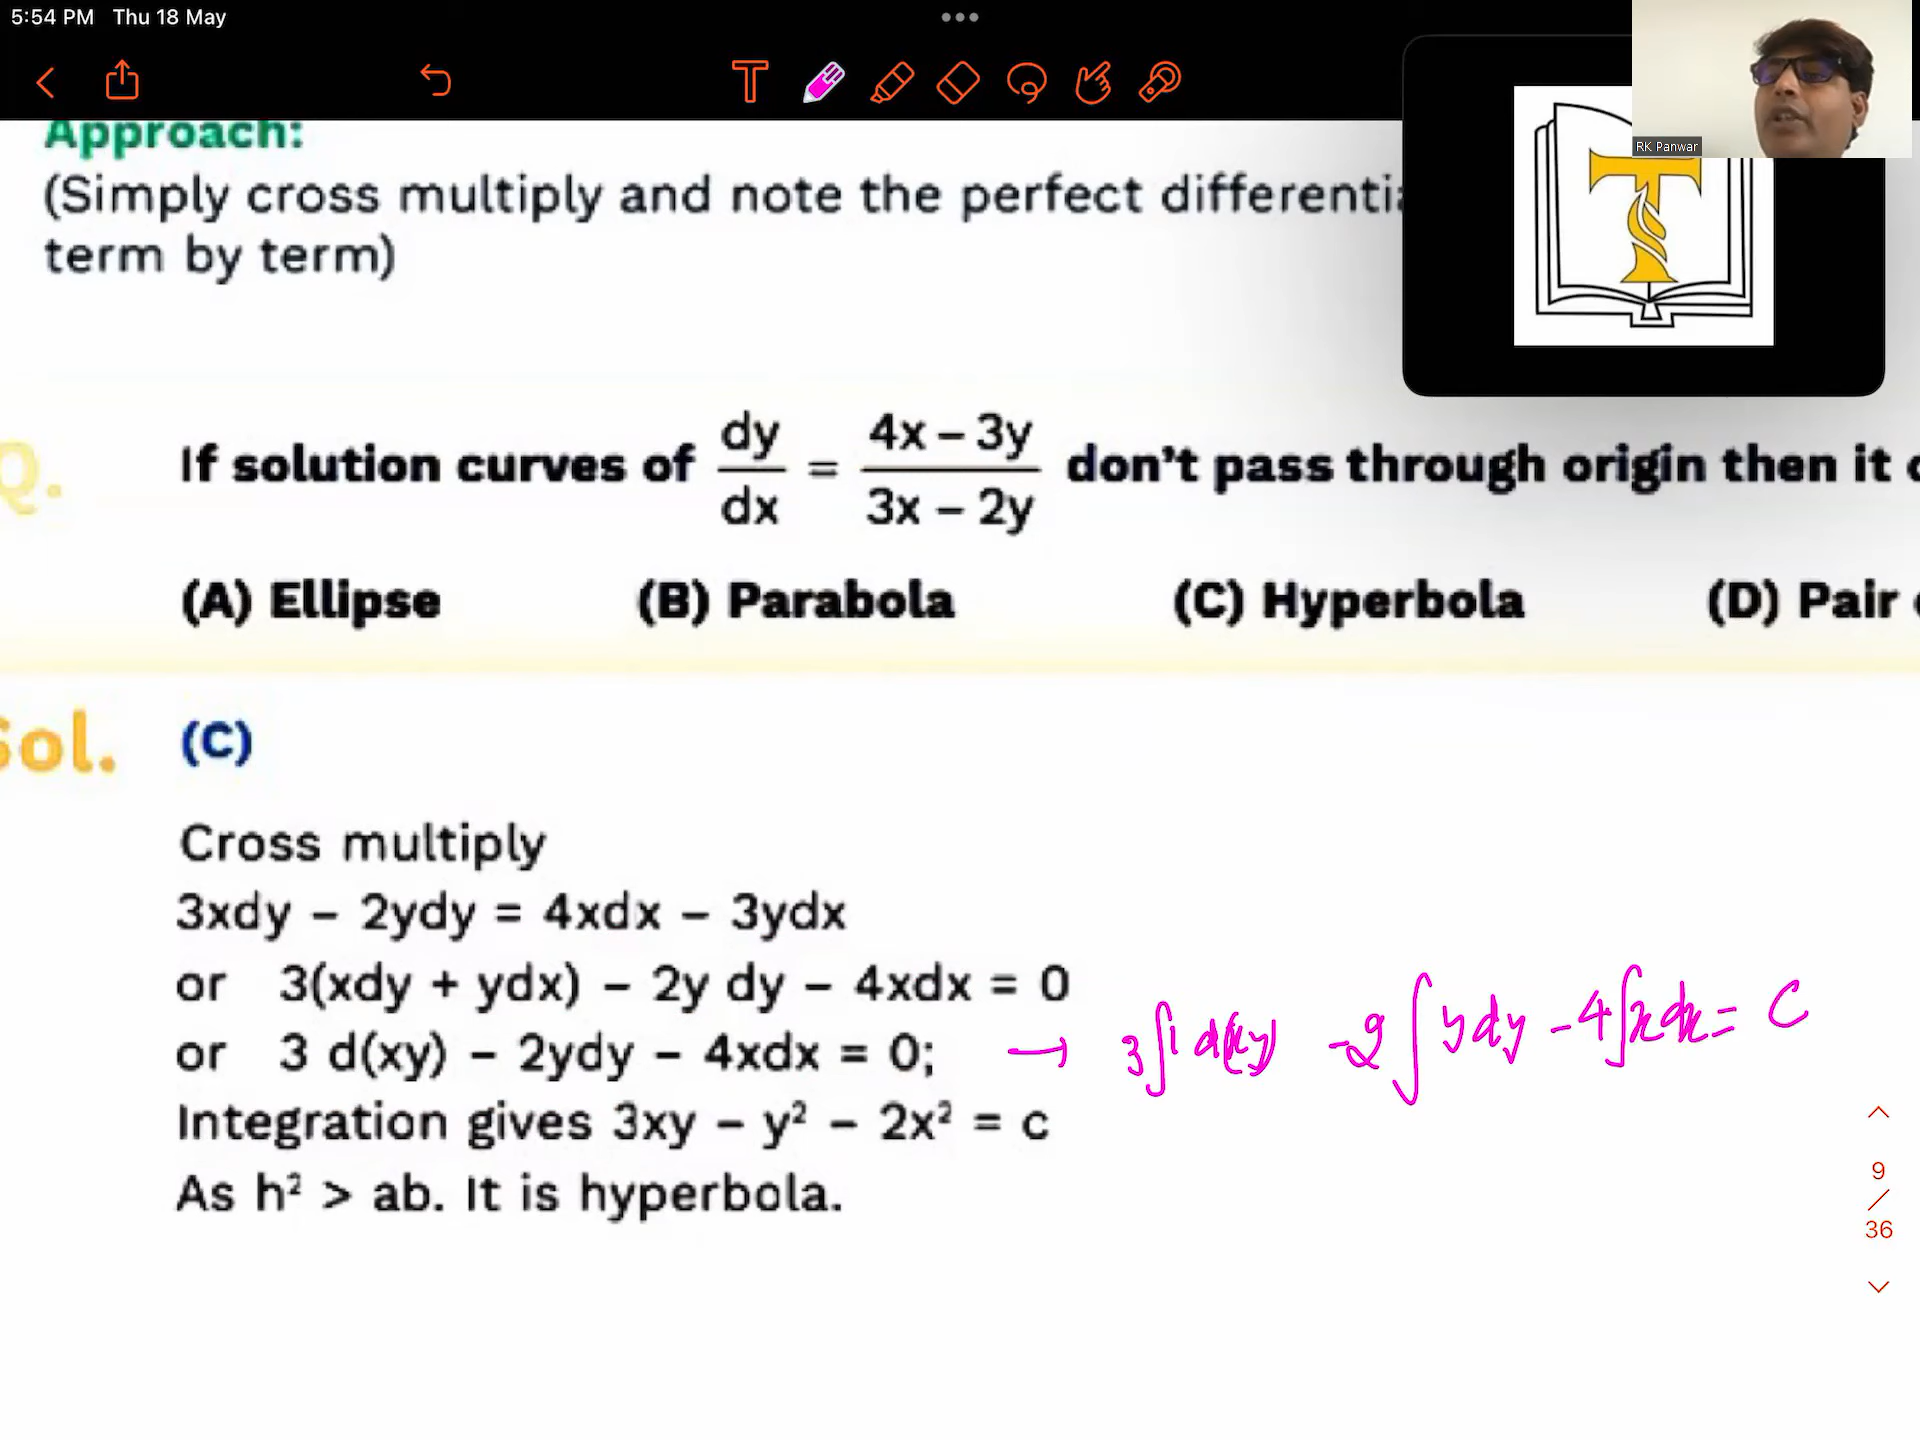 5:54 PM Thu 18 May
RK Panwar
Approach:
(Simply cross multiply and note the perfect
term by term)
Q. If solution curves of dy/dx = (4x – 3y)/(3x – 2y) don't pass through origin then it
(A) Ellipse (B) Parabola (C) Hyperbola (D) Pair
Sol. (C)
Cross multiply
3xdy – 2ydy = 4xdx – 3ydx
or 3(xdy + ydx) – 2y dy – 4xdx = 0
or 3 d(xy) – 2ydy – 4xdx = 0; → 3∫1 d(xy) -2∫ydy -4∫xdx = C
Integration gives 3xy – y² – 2x² = c
As h² > ab. It is hyperbola.
9
/
36